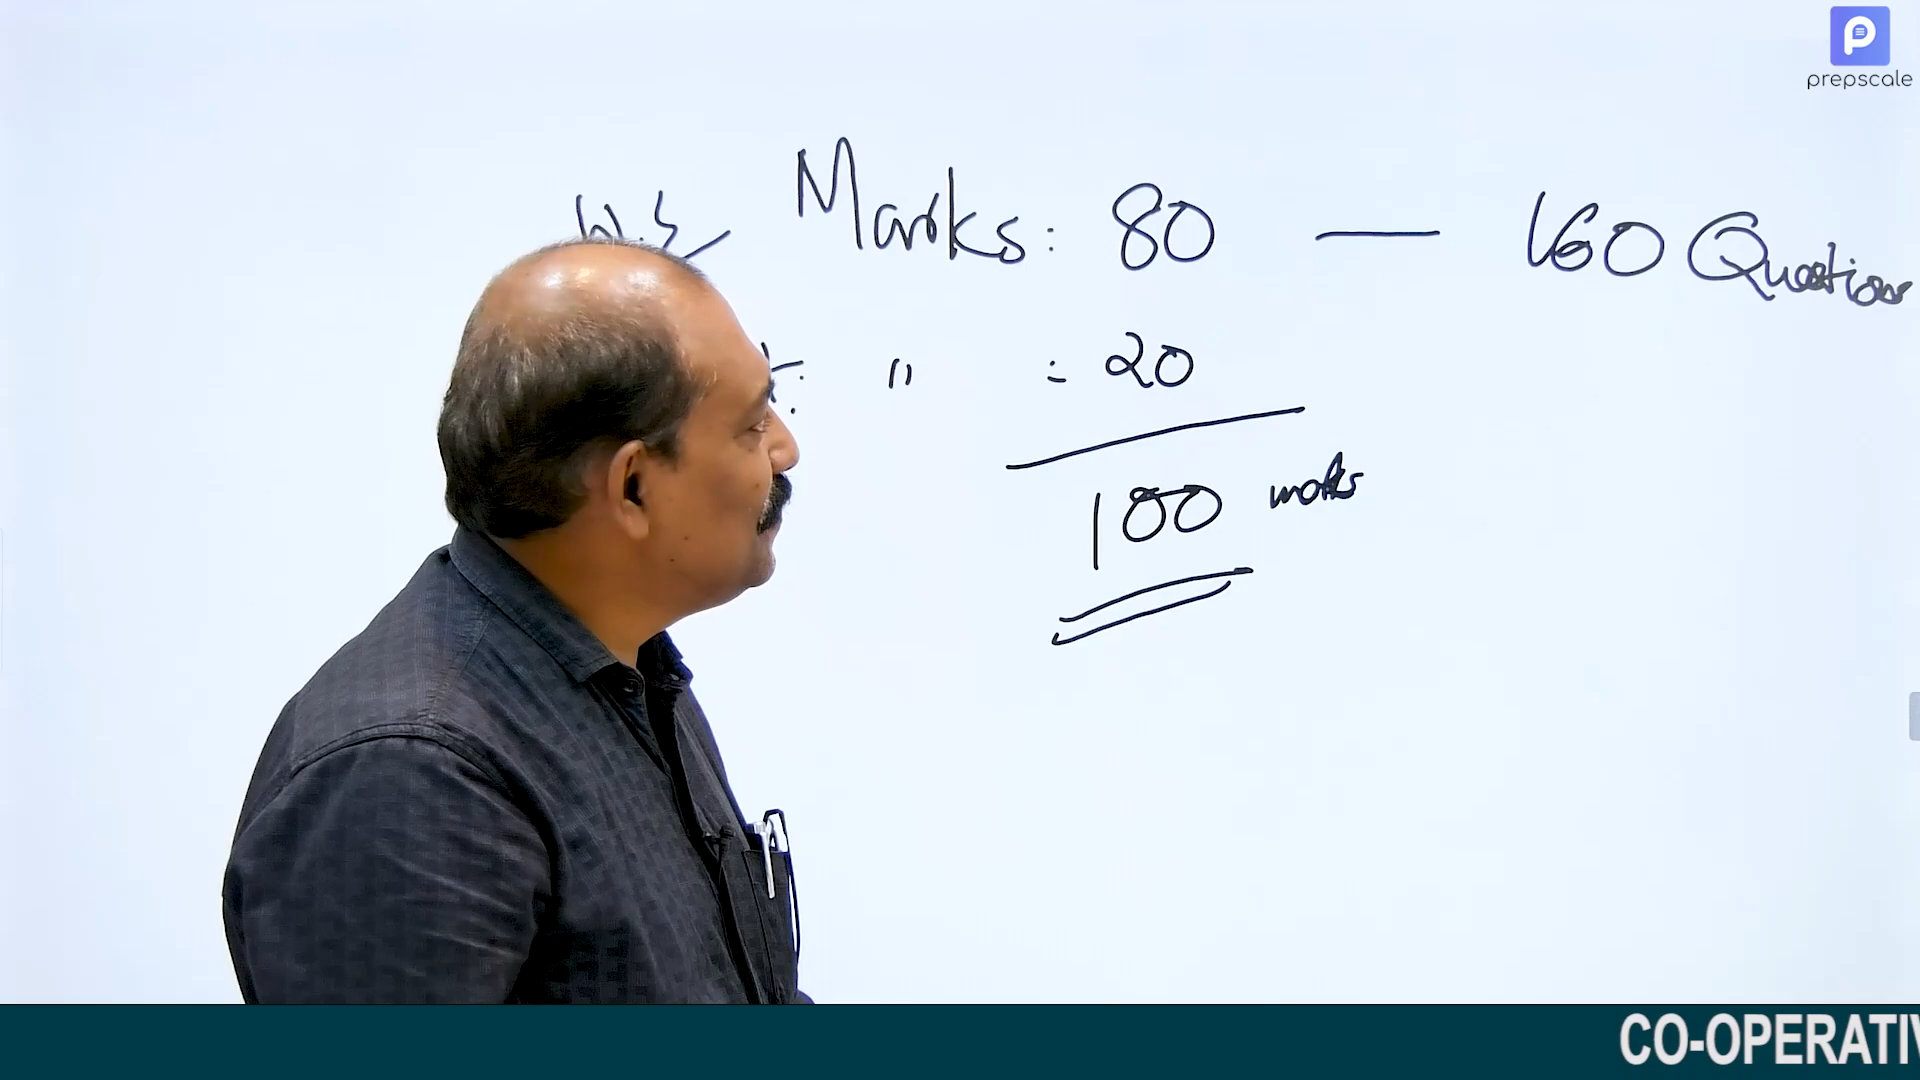 prepscale
Marks: 80 — 160 Questions
" : 20
100 marks
CO-OPERATIV